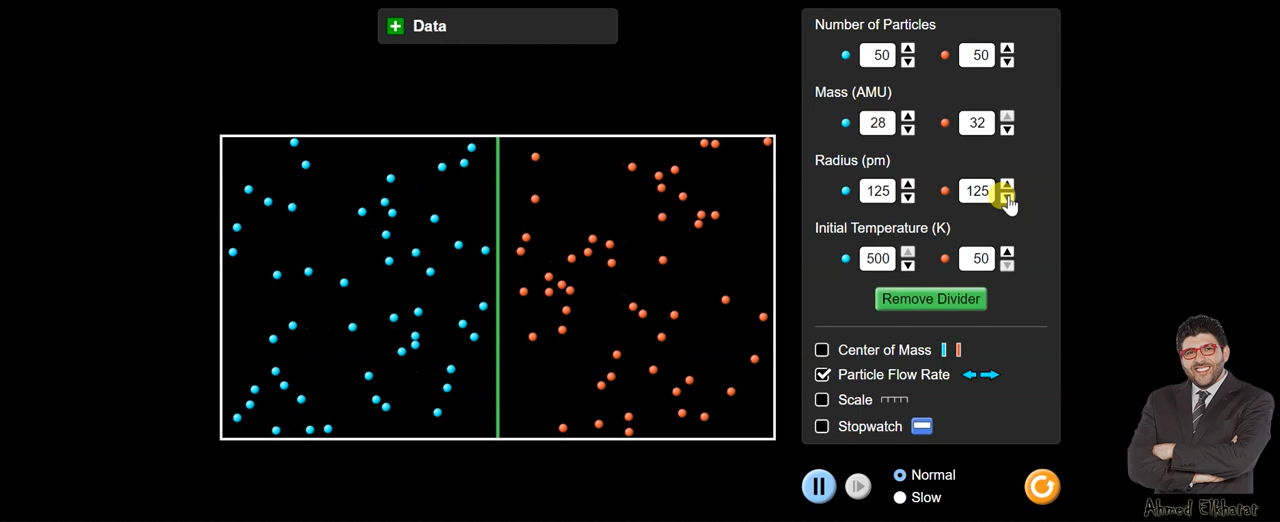 Data
Number of Particles
50 50
Mass (AMU)
28 32
Radius (pm)
125 125
Initial Temperature (K)
500 50
Remove Divider
Center of Mass
Particle Flow Rate
Scale
Stopwatch
Normal
Slow
Ahmed Elkhatat